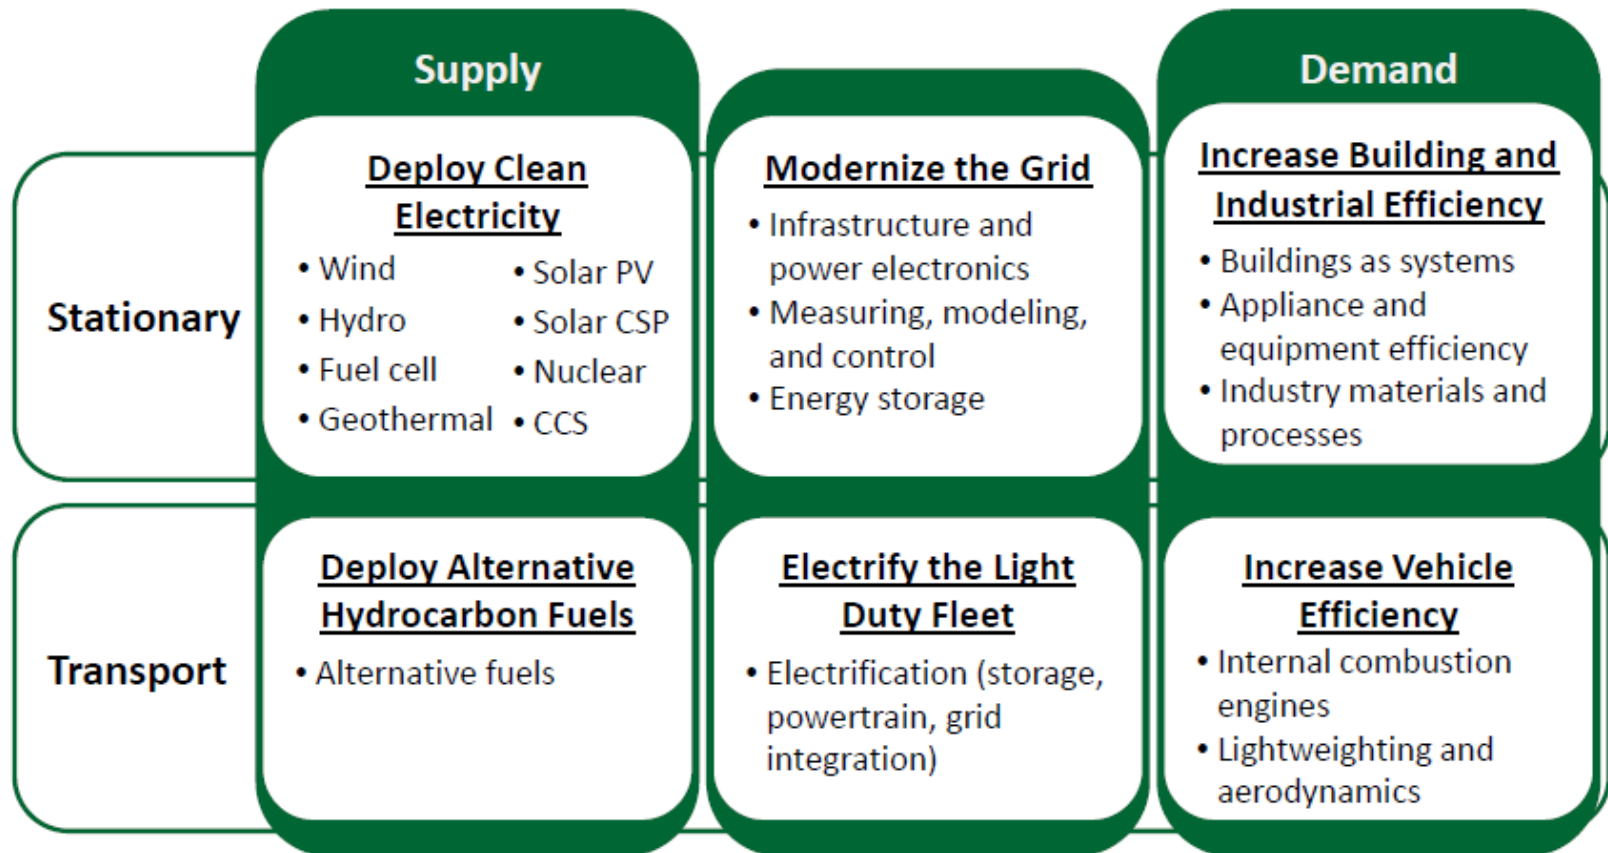 Supply
Demand
Stationary
Deploy Clean
Electricity
• Wind
• Hydro
• Fuel cell
• Geothermal
• Solar PV
• Solar CSP
• Nuclear
• CCS
Modernize the Grid
• Infrastructure and
power electronics
• Measuring, modeling,
and control
• Energy storage
Increase Building and
Industrial Efficiency
• Buildings as systems
• Appliance and
equipment efficiency
• Industry materials and
processes
Transport
Deploy Alternative
Hydrocarbon Fuels
• Alternative fuels
Electrify the Light
Duty Fleet
• Electrification (storage,
powertrain, grid
integration)
Increase Vehicle
Efficiency
• Internal combustion
engines
• Lightweighting and
aerodynamics